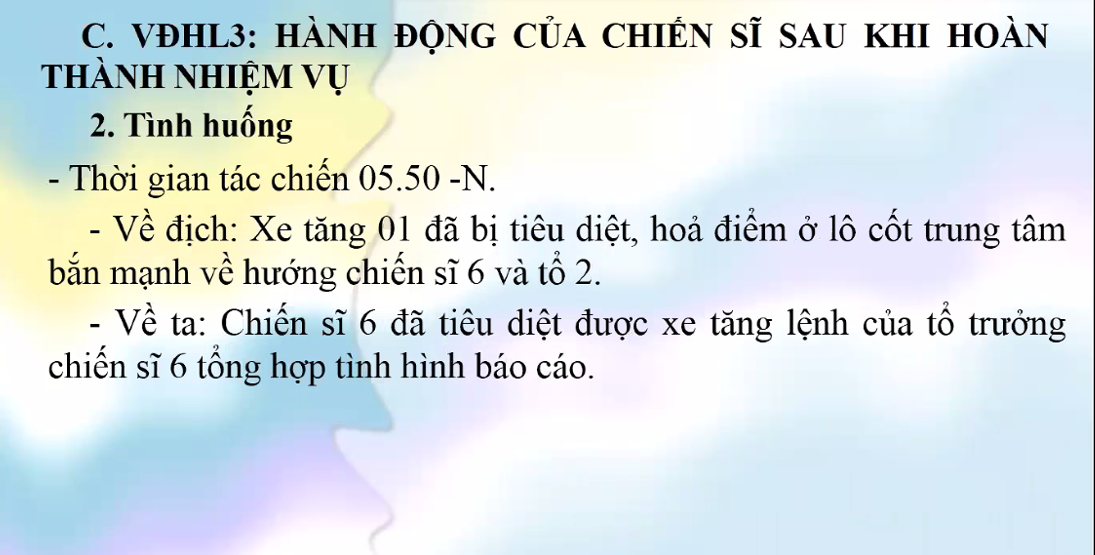 C. VĐHL3: HÀNH ĐỘNG CỦA CHIẾN SĨ SAU KHI HOÀN
THÀNH NHIỆM VỤ
2. Tình huống
- Thời gian tác chiến 05.50 -N.
- Về địch: Xe tăng 01 đã bị tiêu diệt, hoả điểm ở lô cốt trung tâm
bắn mạnh về hướng chiến sĩ 6 và tổ 2.
- Về ta: Chiến sĩ 6 đã tiêu diệt được xe tăng lệnh của tổ trưởng
chiến sĩ 6 tổng hợp tình hình báo cáo.